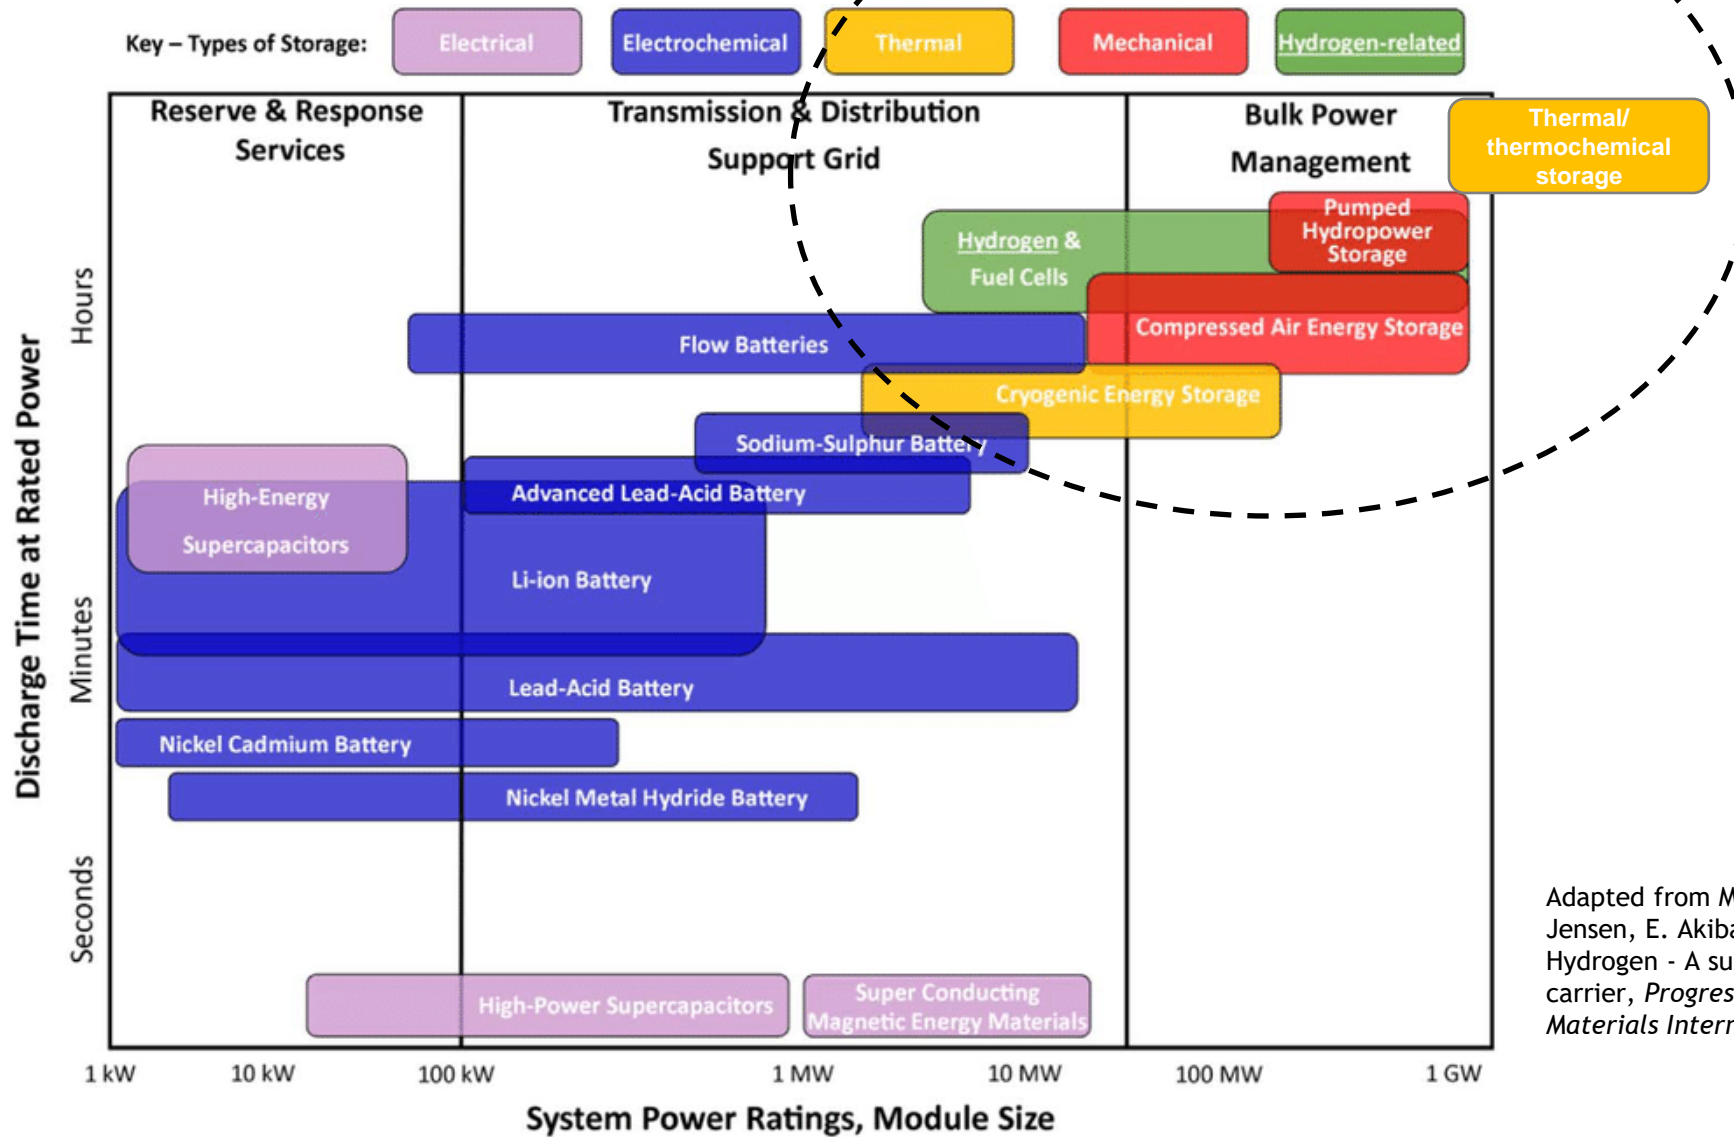 Key – Types of Storage:
Electrical
Electrochemical
Thermal
Mechanical
Hydrogen-related
Reserve & Response
Services
Transmission & Distribution
Support Grid
Bulk Power
Management
Thermal/
thermochemical
storage
Pumped
Hydropower
Storage
Hydrogen &
Fuel Cells
Compressed Air Energy Storage
Flow Batteries
Cryogenic Energy Storage
Sodium-Sulphur Battery
Advanced Lead-Acid Battery
High-Energy
Supercapacitors
Li-ion Battery
Lead-Acid Battery
Nickel Cadmium Battery
Nickel Metal Hydride Battery
High-Power Supercapacitors
Super Conducting
Magnetic Energy Materials
Discharge Time at Rated Power
Hours
Minutes
Seconds
1 kW
10 kW
100 kW
1 MW
10 MW
100 MW
1 GW
System Power Ratings, Module Size
Adapted from M
Jensen, E. Akiba
Hydrogen - A su
carrier, Progres
Materials Intern